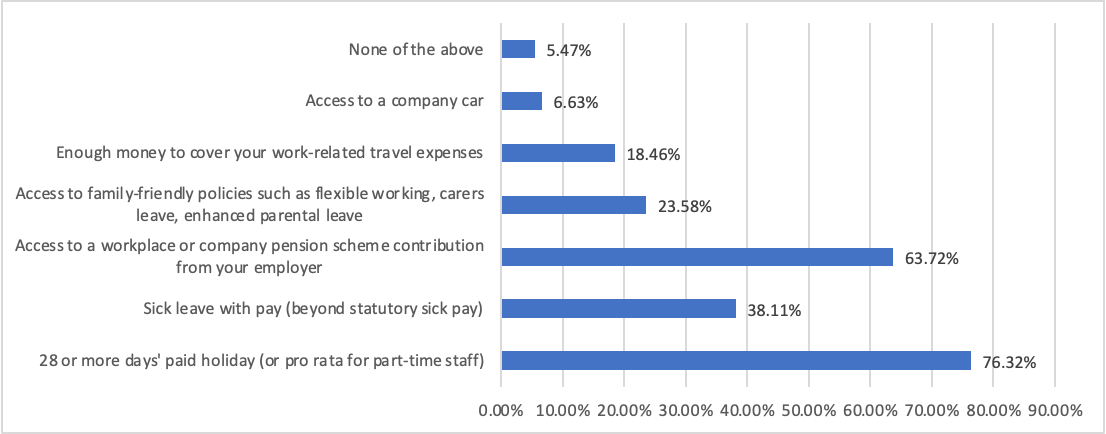 None of the above
5.47%
Access to a company car
6.63%
Enough money to cover your work-related travel expenses
18.46%
Access to family-friendly policies such as flexible working, carers
leave, enhanced parental leave
23.58%
Access to a workplace or company pension scheme contribution
from your employer
63.72%
Sick leave with pay (beyond statutory sick pay)
38.11%
28 or more days' paid holiday (or pro rata for part-time staff)
76.32%
0.00% 10.00% 20.00% 30.00% 40.00% 50.00% 60.00% 70.00% 80.00% 90.00%